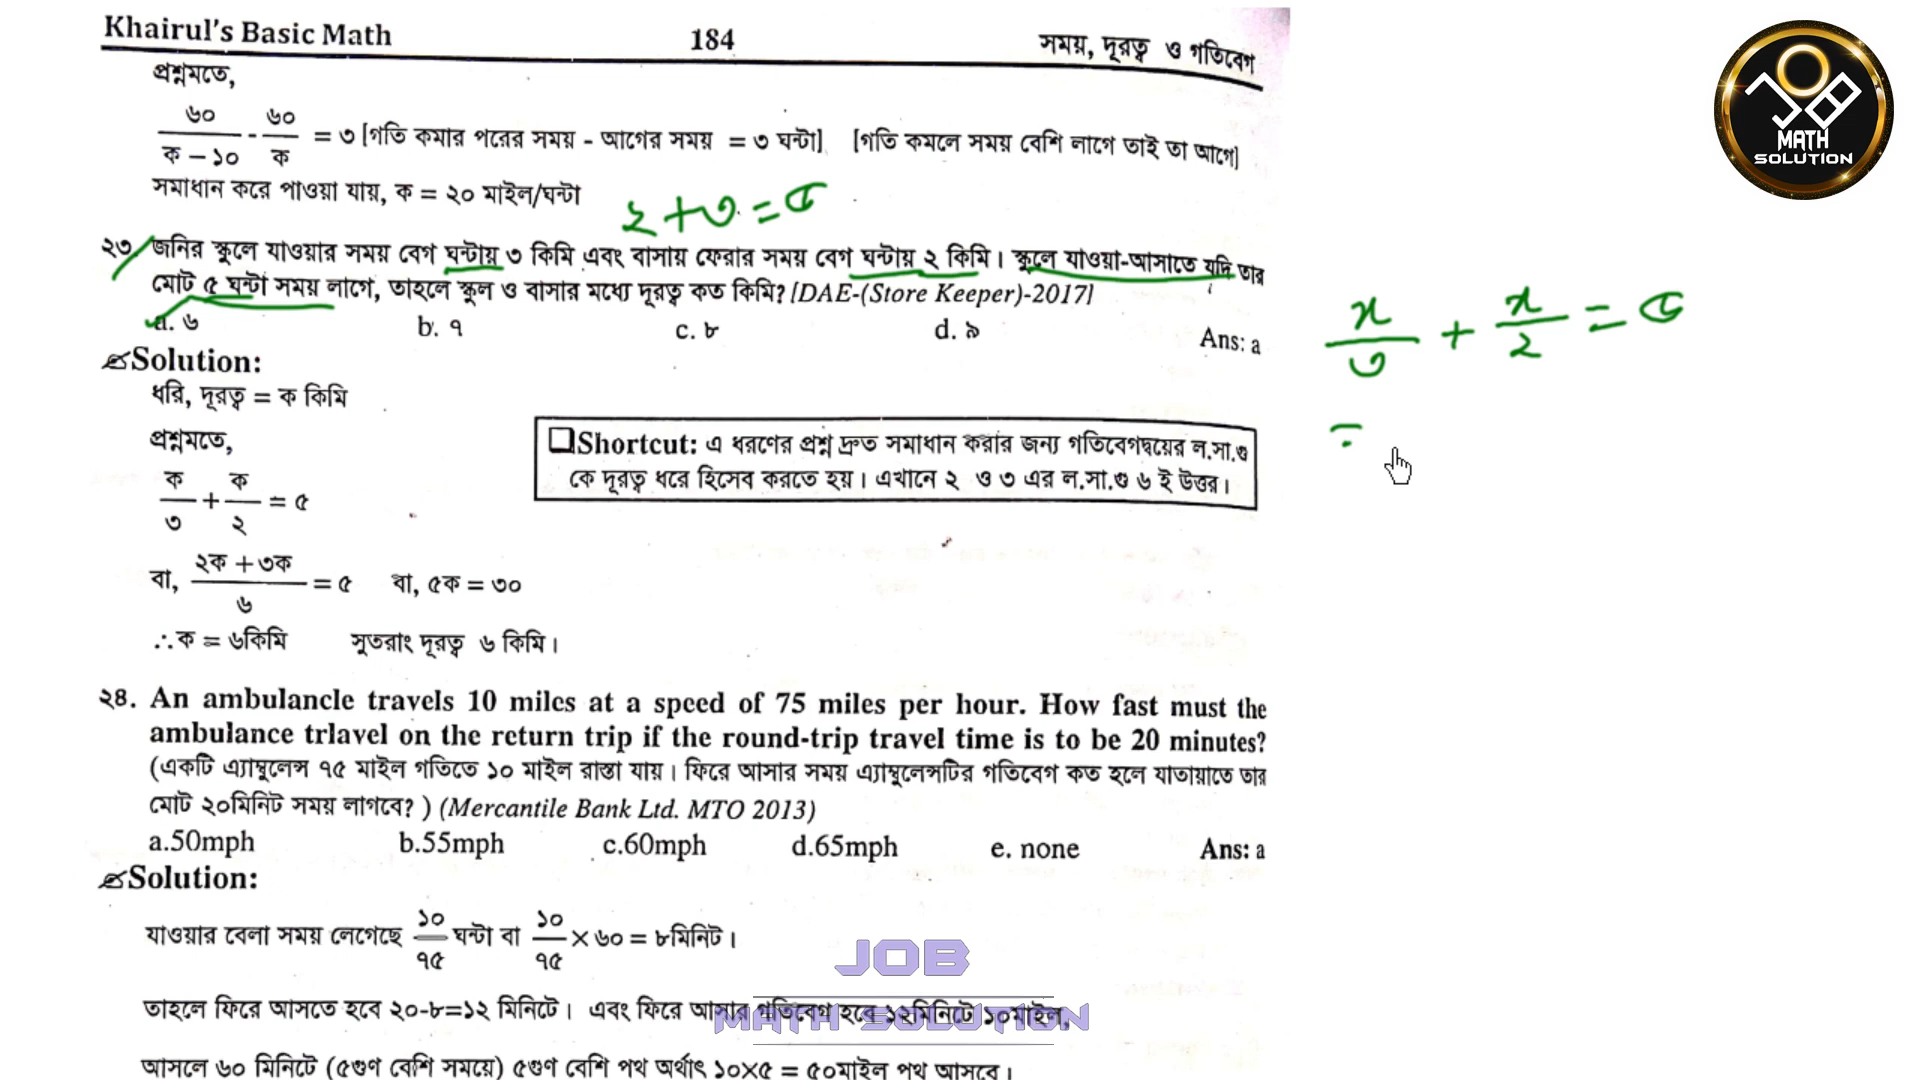 Khairul's Basic Math 184 সময়, দূরত্ব ও গতিবেগ
প্রশ্নমতে,
৬০/(ক – ১০) - ৬০/ক = ৩ [গতি কমার পরের সময় - আগের সময় = ৩ ঘন্টা] [গতি কমলে সময় বেশি লাগে তাই তা আগে]
সমাধান করে পাওয়া যায়, ক = ২০ মাইল/ঘন্টা
২+৩=৫
২৩. জনির স্কুলে যাওয়ার সময় বেগ ঘন্টায় ৩ কিমি এবং বাসায় ফেরার সময় বেগ ঘন্টায় ২ কিমি। স্কুলে যাওয়া-আসাতে যদি তার
মোট ৫ ঘন্টা সময় লাগে, তাহলে স্কুল ও বাসার মধ্যে দূরত্ব কত কিমি? [DAE-(Store Keeper)-2017]
a. ৬ b. ৭ c. ৮ d. ৯ Ans: a
Solution:
ধরি, দূরত্ব = ক কিমি
প্রশ্নমতে,
ক/৩ + ক/২ = ৫
বা, (২ক + ৩ক)/৬ = ৫ বা, ৫ক = ৩০
∴ক = ৬কিমি সুতরাং দূরত্ব ৬ কিমি।
Shortcut: এ ধরণের প্রশ্ন দ্রুত সমাধান করার জন্য গতিবেগদ্বয়ের ল.সা.গু
কে দূরত্ব ধরে হিসেব করতে হয়। এখানে ২ ও ৩ এর ল.সা.গু ৬ ই উত্তর।
x/৩ + x/২ = ৫
=
২৪. An ambulancle travels 10 miles at a speed of 75 miles per hour. How fast must the
ambulance trlavel on the return trip if the round-trip travel time is to be 20 minutes?
(একটি এ্যাম্বুলেন্স ৭৫ মাইল গতিতে ১০ মাইল রাস্তা যায়। ফিরে আসার সময় এ্যাম্বুলেন্সটির গতিবেগ কত হলে যাতায়াতে তার
মোট ২০মিনিট সময় লাগবে? ) (Mercantile Bank Ltd. MTO 2013)
a.50mph b.55mph c.60mph d.65mph e. none Ans: a
Solution:
যাওয়ার বেলা সময় লেগেছে ১০/৭৫ ঘন্টা বা ১০/৭৫ × ৬০ = ৮মিনিট।
তাহলে ফিরে আসতে হবে ২০-৮=১২ মিনিটে। এবং ফিরে আসার গতিবেগ হবে ১২মিনিটে ১০মাইল,
আসলে ৬০ মিনিটে (৫গুণ বেশি সময়ে) ৫গুণ বেশি পথ অর্থাৎ ১০×৫ = ৫০মাইল পথ আসবে।
JOB
MATH SOLUTION
JOB
MATH
SOLUTION